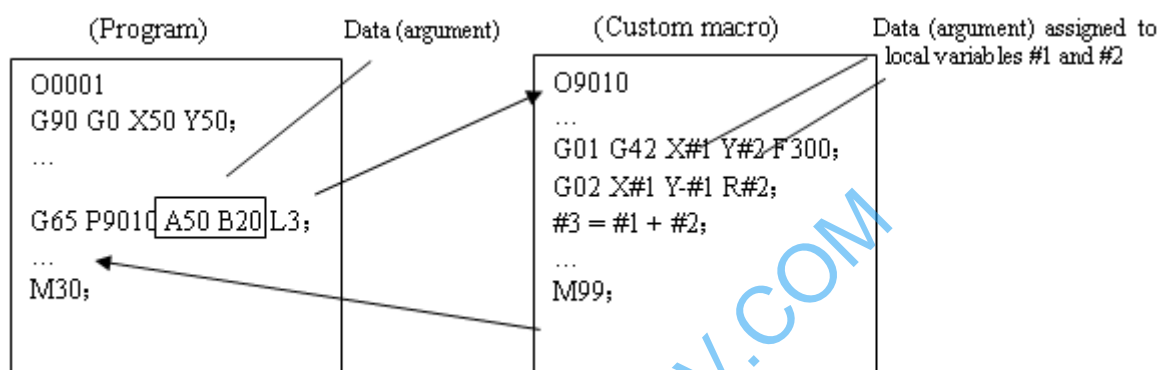 (Program)
Data (argument)
(Custom macro)
Data (argument) assigned to
local variables #1 and #2
O0001
G90 G0 X50 Y50;
...
G65 P9010 A50 B20 L3;
...
M30;
O9010
...
G01 G42 X#1 Y#2 F300;
G02 X#1 Y-#1 R#2;
#3 = #1 + #2;
...
M99;
.COM